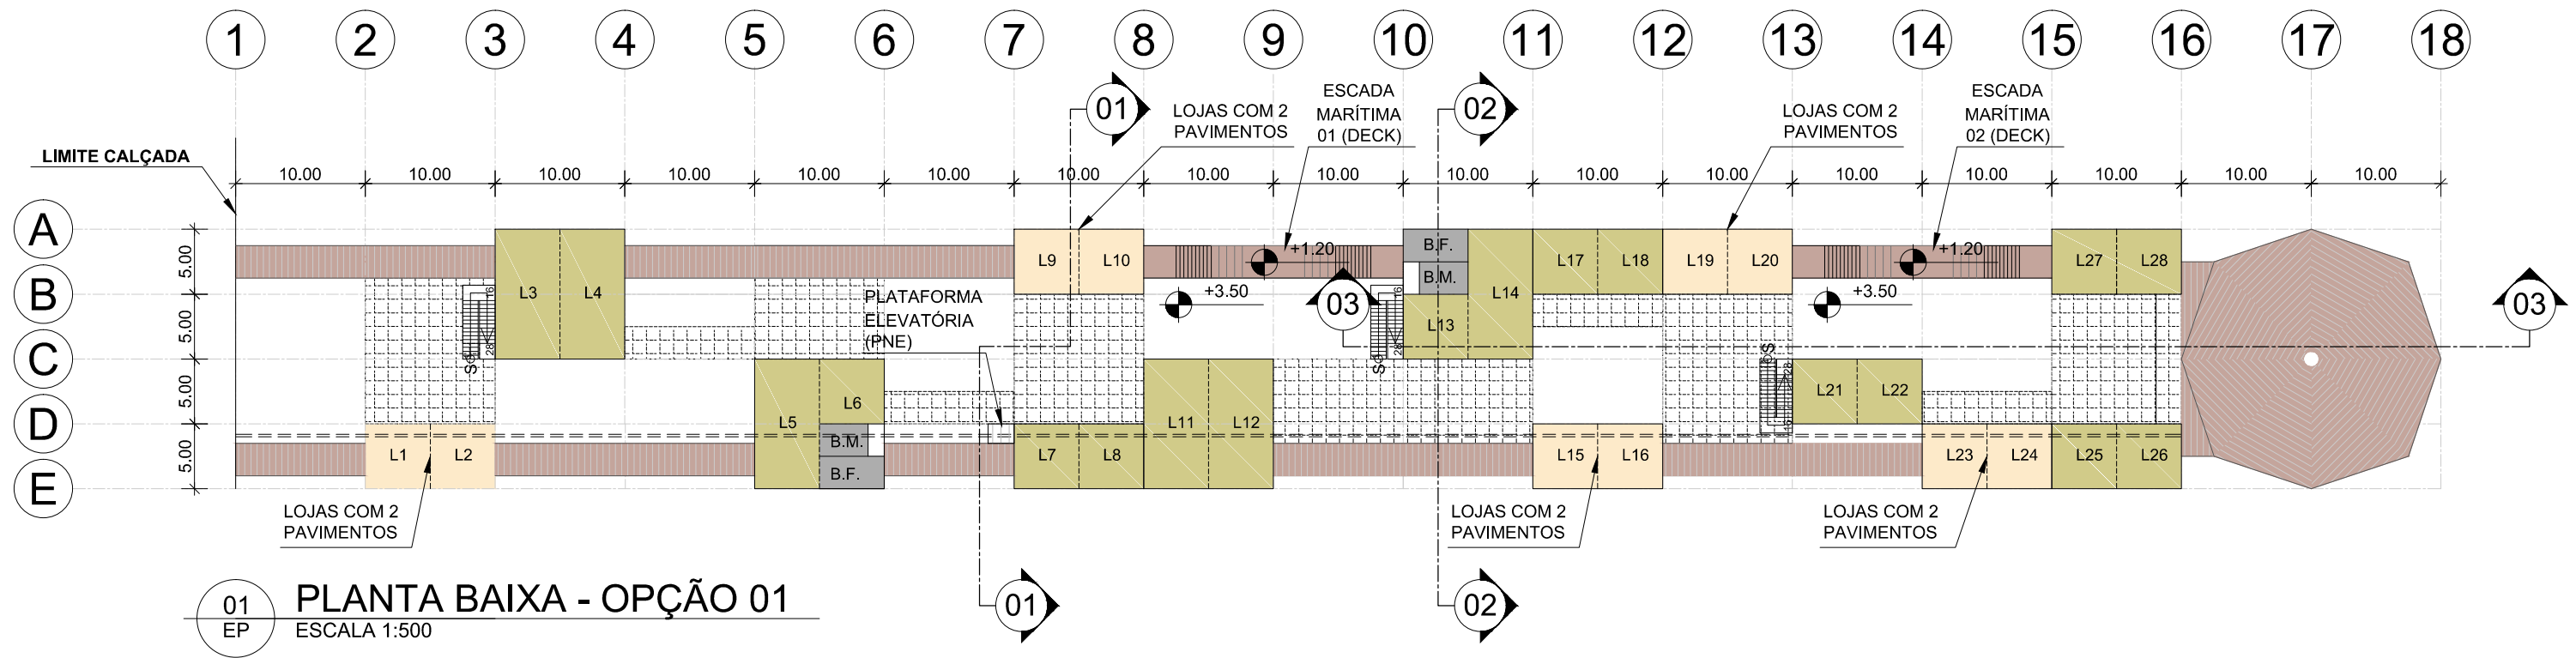 1 2 3 4 5 6 7 8 9 10 11 12 13 14 15 16 17 18
01
LOJAS COM 2
PAVIMENTOS
ESCADA
MARÍTIMA
01 (DECK)
02
LOJAS COM 2
PAVIMENTOS
ESCADA
MARÍTIMA
02 (DECK)
LIMITE CALÇADA
10.00 10.00 10.00 10.00 10.00 10.00 10.00 10.00 10.00 10.00 10.00 10.00 10.00 10.00 10.00 10.00 10.00
A
B
C
D
E
5.00
5.00
5.00
5.00
L9 L10
+1.20
B.F.
B.M.
L17 L18
L19 L20
+1.20
L27 L28
L3 L4
16
28
PLATAFORMA
ELEVATÓRIA
(PNE)
+3.50
03
16
28
L13
L14
+3.50
03
L5
L6
B.M.
B.F.
L11 L12
28
16
L21 L22
L1 L2
L7 L8
L15 L16
L23 L24
L25 L26
LOJAS COM 2
PAVIMENTOS
LOJAS COM 2
PAVIMENTOS
LOJAS COM 2
PAVIMENTOS
01
02
01
EP
PLANTA BAIXA - OPÇÃO 01
ESCALA 1:500